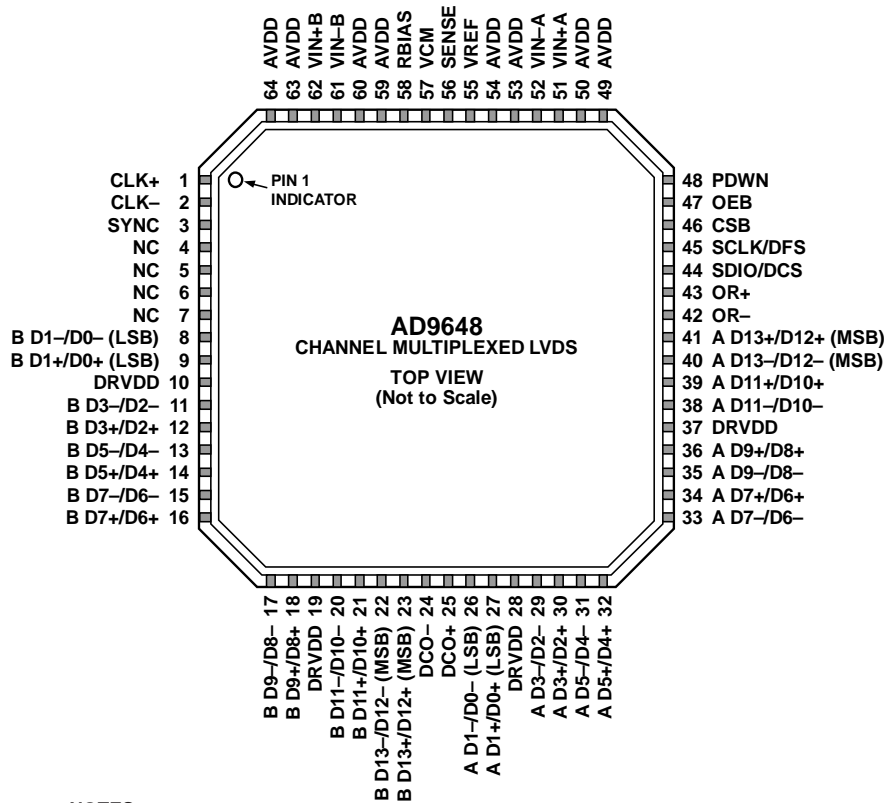 64 AVDD
63 AVDD
62 VIN+B
61 VIN–B
60 AVDD
59 AVDD
58 RBIAS
57 VCM
56 SENSE
55 VREF
54 AVDD
53 AVDD
52 VIN–A
51 VIN+A
50 AVDD
49 AVDD
CLK+ 1
CLK– 2
SYNC 3
NC 4
NC 5
NC 6
NC 7
B D1–/D0– (LSB) 8
B D1+/D0+ (LSB) 9
DRVDD 10
B D3–/D2– 11
B D3+/D2+ 12
B D5–/D4– 13
B D5+/D4+ 14
B D7–/D6– 15
B D7+/D6+ 16
PIN 1
INDICATOR
AD9648
CHANNEL MULTIPLEXED LVDS
TOP VIEW
(Not to Scale)
48 PDWN
47 OEB
46 CSB
45 SCLK/DFS
44 SDIO/DCS
43 OR+
42 OR–
41 A D13+/D12+ (MSB)
40 A D13–/D12– (MSB)
39 A D11+/D10+
38 A D11–/D10–
37 DRVDD
36 A D9+/D8+
35 A D9–/D8–
34 A D7+/D6+
33 A D7–/D6–
B D9–/D8– 17
B D9+/D8+ 18
DRVDD 19
B D11–/D10– 20
B D11+/D10+ 21
B D13–/D12– (MSB) 22
B D13+/D12+ (MSB) 23
DCO– 24
DCO+ 25
A D1–/D0– (LSB) 26
A D1+/D0+ (LSB) 27
DRVDD 28
A D3–/D2– 29
A D3+/D2+ 30
A D5–/D4– 31
A D5+/D4+ 32